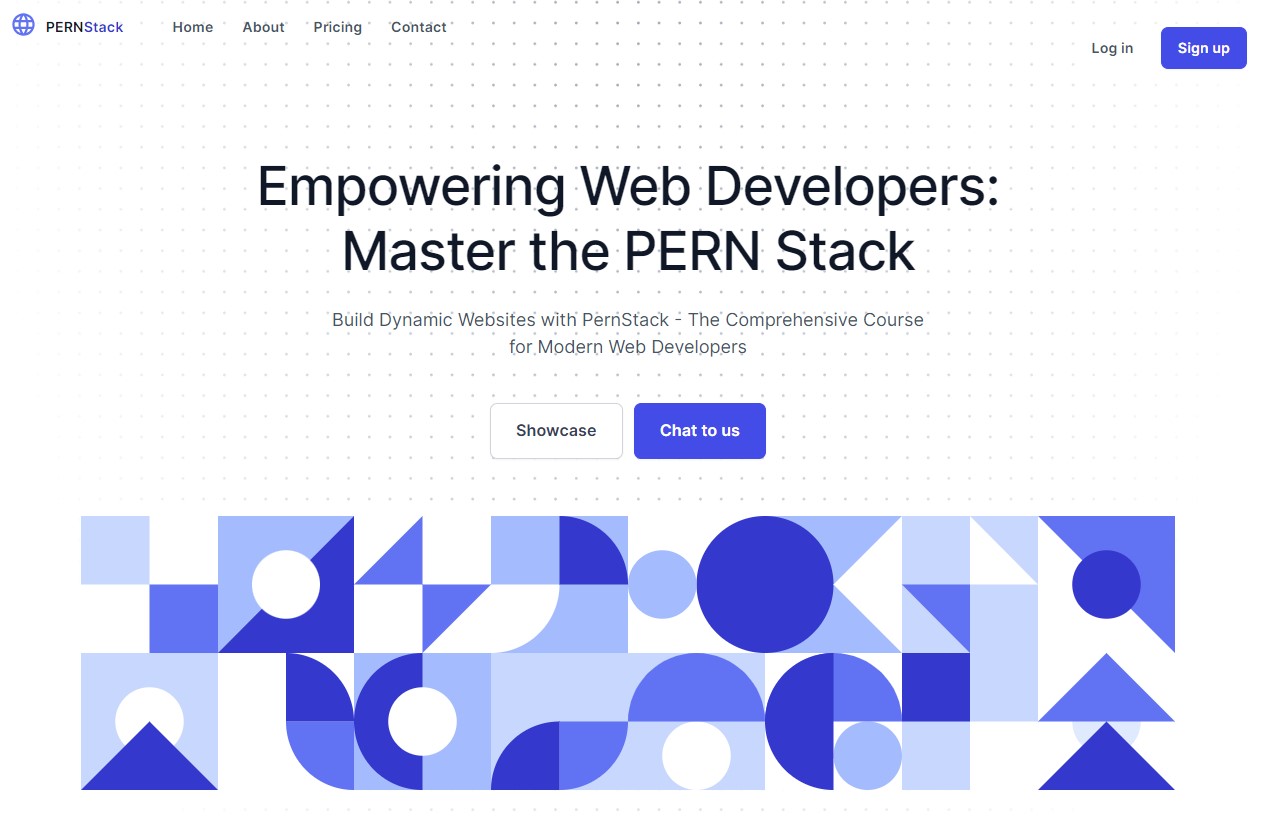 PERNStack Home About Pricing Contact
Log in Sign up
Empowering Web Developers:
Master the PERN Stack
Build Dynamic Websites with PernStack - The Comprehensive Course
for Modern Web Developers
Showcase Chat to us